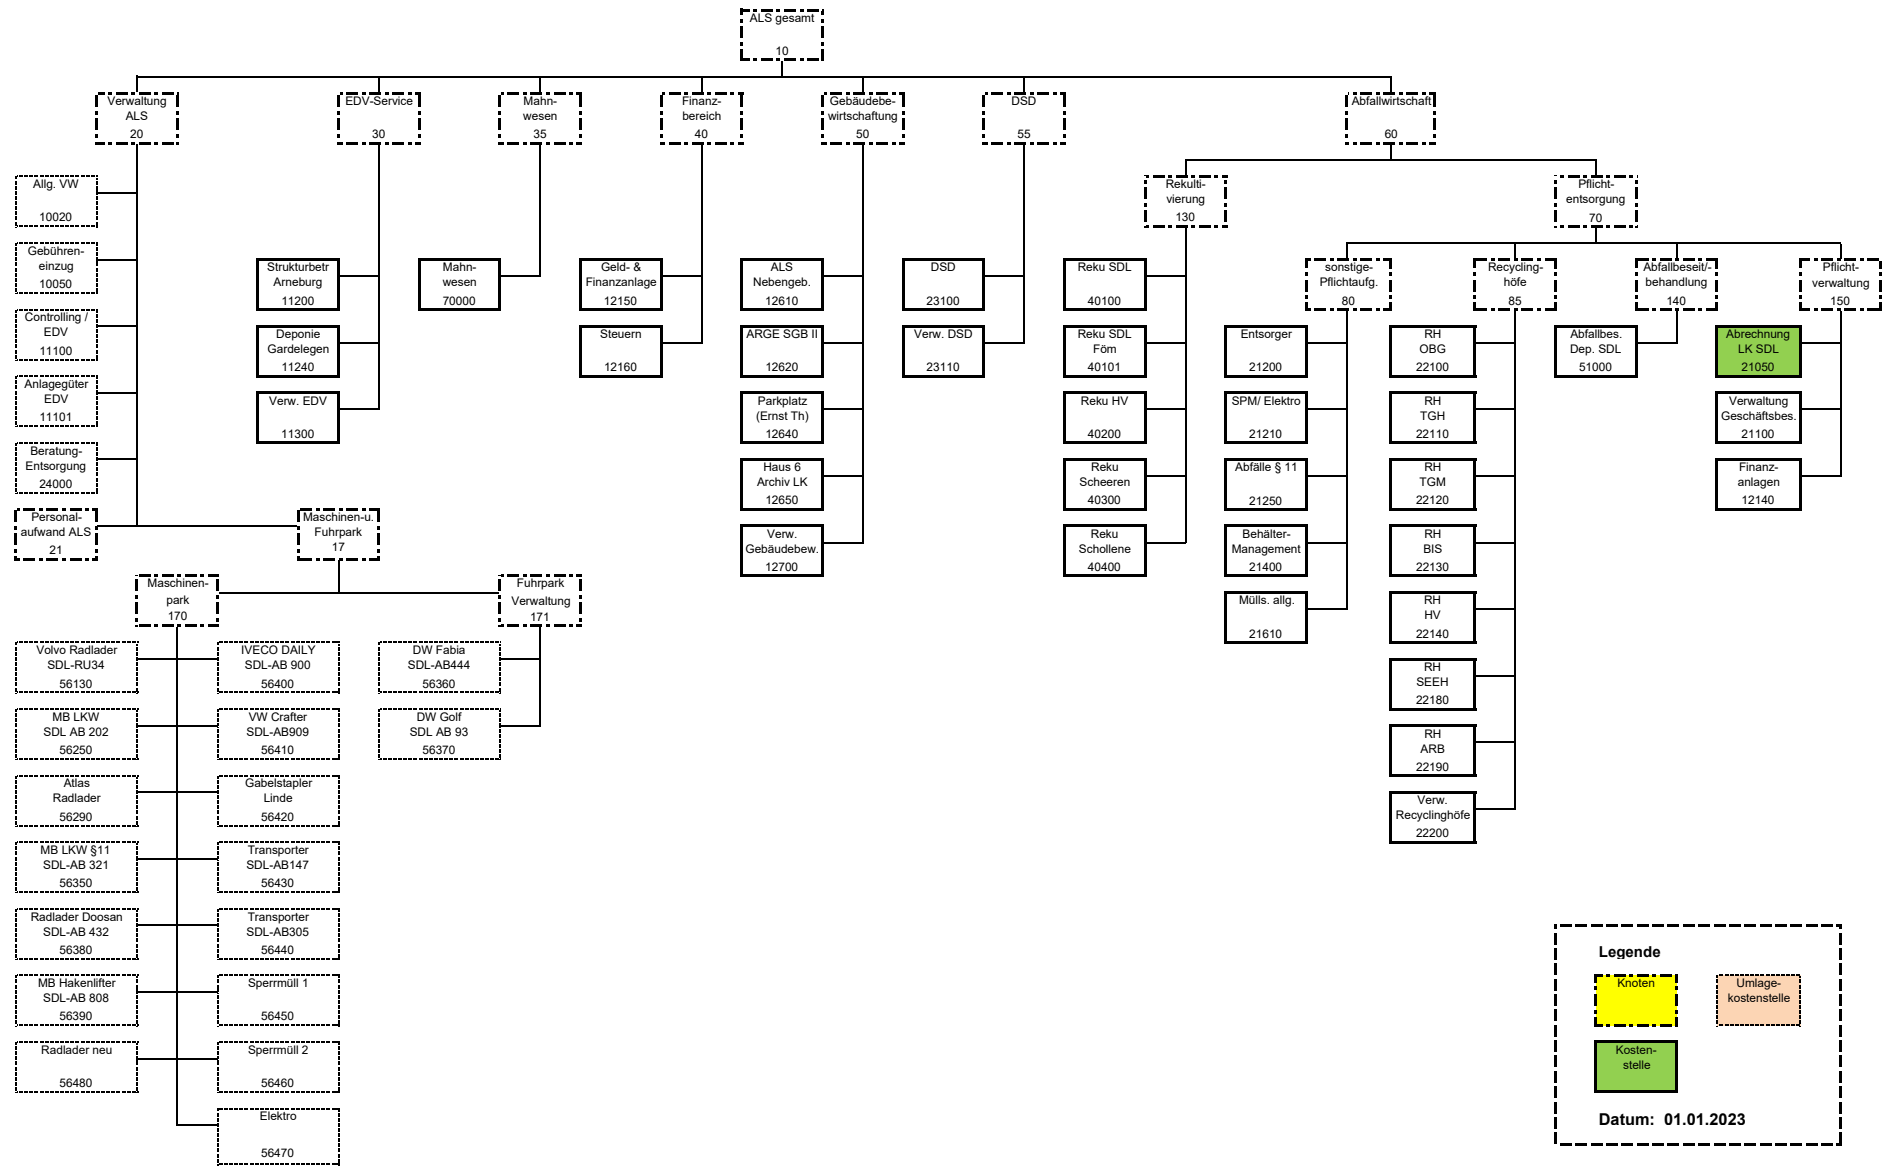 ALS gesamt
10
Verwaltung
ALS
20
EDV-Service
30
Mahn-
wesen
35
Finanz-
bereich
40
Gebäudebe-
wirtschaftung
50
DSD
55
Abfallwirtschaft
60
Allg. VW
10020
Gebühren-
einzug
10050
Controlling /
EDV
11100
Anlagegüter
EDV
11101
Beratung-
Entsorgung
24000
Personal-
aufwand ALS
21
Maschinen-u.
Fuhrpark
17
Maschinen-
park
170
Fuhrpark
Verwaltung
171
Volvo Radlader
SDL-RU34
56130
MB LKW
SDL AB 202
56250
Atlas
Radlader
56290
MB LKW §11
SDL-AB 321
56350
Radlader Doosan
SDL-AB 432
56380
MB Hakenlifter
SDL-AB 808
56390
Radlader neu
56480
IVECO DAILY
SDL-AB 900
56400
VW Crafter
SDL-AB909
56410
Gabelstapler
Linde
56420
Transporter
SDL-AB147
56430
Transporter
SDL-AB305
56440
Sperrmüll 1
56450
Sperrmüll 2
56460
Elektro
56470
DW Fabia
SDL-AB444
56360
DW Golf
SDL AB 93
56370
Strukturbetr
Arneburg
11200
Deponie
Gardelegen
11240
Verw. EDV
11300
Mahn-
wesen
70000
Geld- &
Finanzanlage
12150
Steuern
12160
ALS
Nebengeb.
12610
ARGE SGB II
12620
Parkplatz
(Ernst Th)
12640
Haus 6
Archiv LK
12650
Verw.
Gebäudebew.
12700
DSD
23100
Verw. DSD
23110
Rekulti-
vierung
130
Reku SDL
40100
Reku SDL
Föm
40101
Reku HV
40200
Reku
Scheeren
40300
Reku
Schollene
40400
Pflicht-
entsorgung
70
sonstige-
Pflichtaufg.
80
Entsorger
21200
SPM/ Elektro
21210
Abfälle § 11
21250
Behälter-
Management
21400
Mülls. allg.
21610
Recycling-
höfe
85
RH
OBG
22100
RH
TGH
22110
RH
TGM
22120
RH
BIS
22130
RH
HV
22140
RH
SEEH
22180
RH
ARB
22190
Verw.
Recyclinghöfe
22200
Abfallbeseit/-
behandlung
140
Abfallbes.
Dep. SDL
51000
Pflicht-
verwaltung
150
Abrechnung
LK SDL
21050
Verwaltung
Geschäftsbes.
21100
Finanz-
anlagen
12140
Legende
Knoten
Umlage-
kostenstelle
Kosten-
stelle
Datum: 01.01.2023